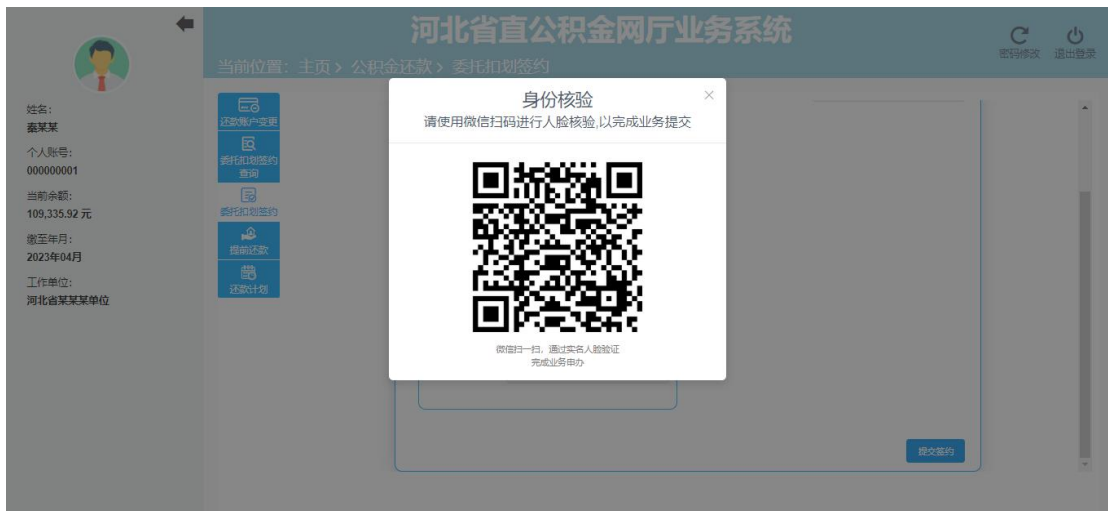 河北省直公积金网厅业务系统
密码修改
退出登录
当前位置：主页 > 公积金还款 > 委托扣划签约
姓名：
秦某某
个人账号：
000000001
当前余额：
109,335.92 元
缴至年月：
2023年04月
工作单位：
河北省某某某单位
还款账户变更
委托扣划签约
查询
委托扣划签约
提前还款
还款计划
身份核验
请使用微信扫码进行人脸核验,以完成业务提交
微信扫一扫，通过实名人脸验证
完成业务申办
提交签约